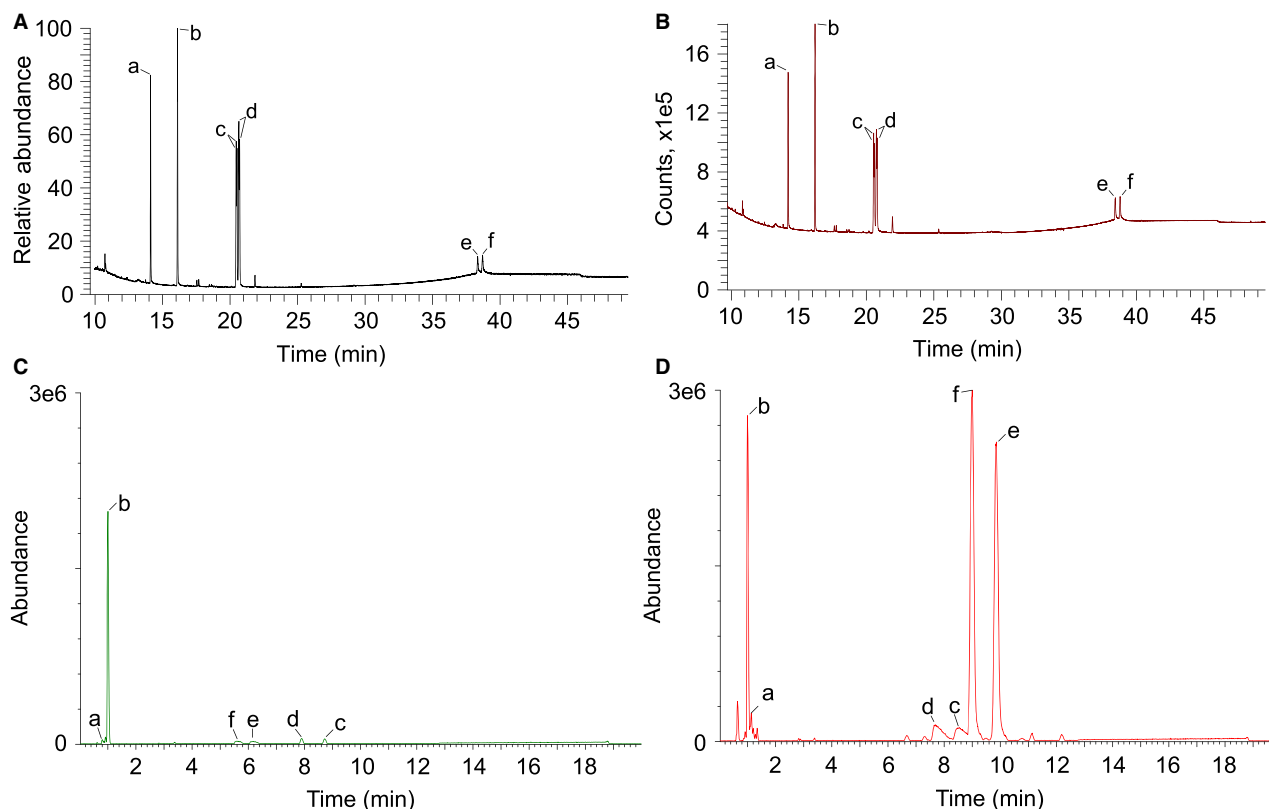 A
Relative abundance
100
80
60
40
20
0
a
b
c
d
e
f
10 15 20 25 30 35 40 45
Time (min)
B
Counts, x1e5
16
12
8
4
0
a
b
c
d
e
f
10 15 20 25 30 35 40 45
Time (min)
C
Abundance
3e6
0
a
b
f
e
d
c
2 4 6 8 10 12 14 16 18
Time (min)
D
Abundance
3e6
0
b
a
d
c
f
e
2 4 6 8 10 12 14 16 18
Time (min)